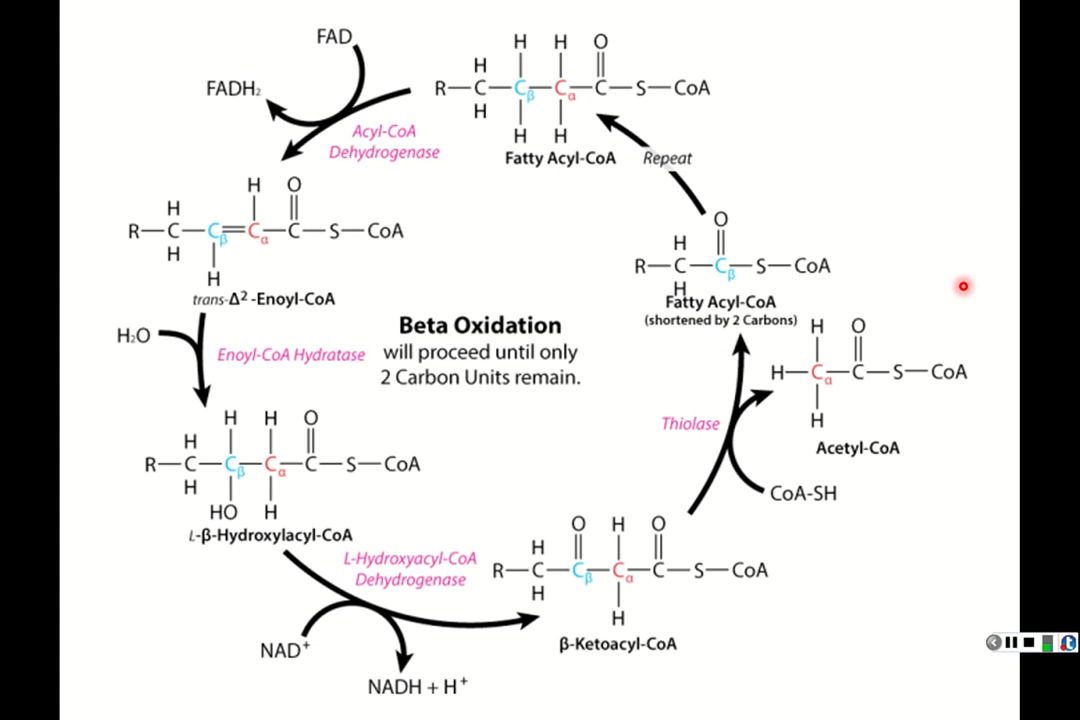 FAD
FADH₂
Acyl-CoA
Dehydrogenase
H H O
H
R—C—Cβ—Cα—C—S—CoA
H
H H
Fatty Acyl-CoA
Repeat
H O
H
R—C—Cβ=Cα—C—S—CoA
H
H
trans-Δ²-Enoyl-CoA
O
H
R—C—Cβ—S—CoA
H
Fatty Acyl-CoA
(shortened by 2 Carbons)
H₂O
Enoyl-CoA Hydratase
Beta Oxidation
will proceed until only
2 Carbon Units remain.
H O
H—Cα—C—S—CoA
H
Acetyl-CoA
Thiolase
CoA-SH
H H O
H
R—C—Cβ—Cα—C—S—CoA
H
HO H
L-β-Hydroxylacyl-CoA
L-Hydroxyacyl-CoA
Dehydrogenase
NAD⁺
NADH + H⁺
O H O
H
R—C—Cβ—Cα—C—S—CoA
H
H
β-Ketoacyl-CoA